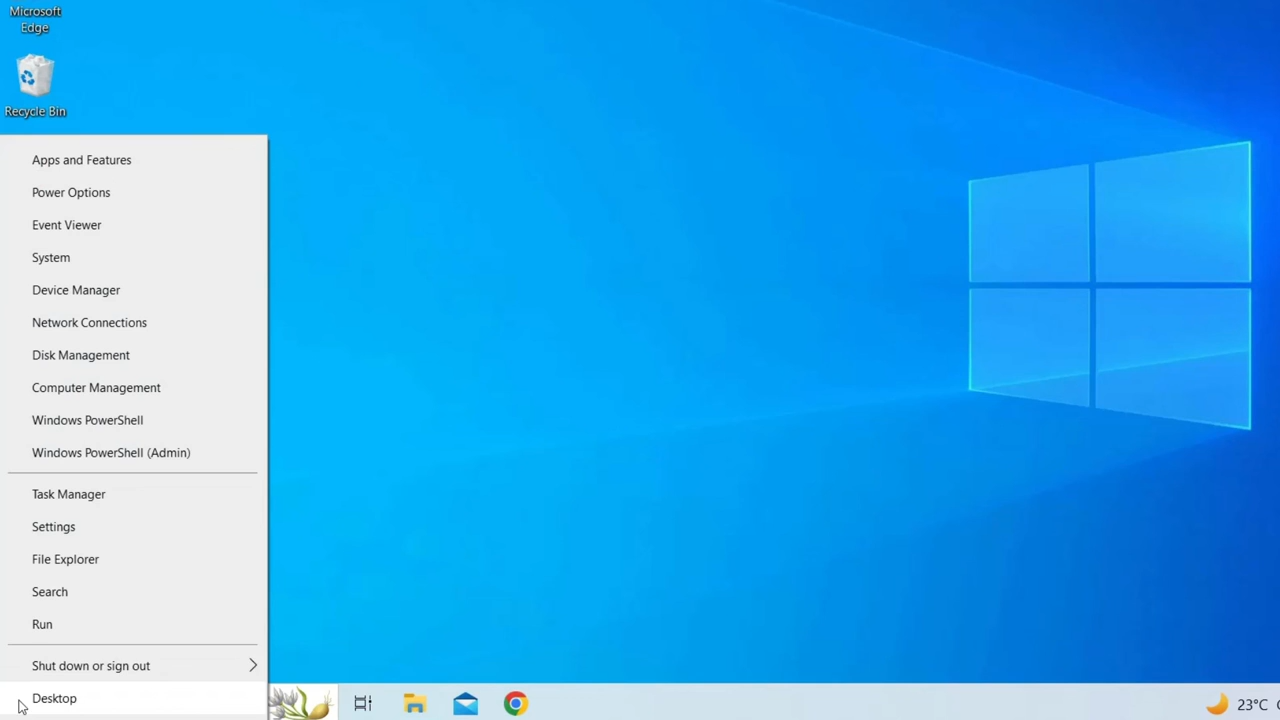 Microsoft
Edge
Recycle Bin
Apps and Features
Power Options
Event Viewer
System
Device Manager
Network Connections
Disk Management
Computer Management
Windows PowerShell
Windows PowerShell (Admin)
Task Manager
Settings
File Explorer
Search
Run
Shut down or sign out
Desktop
23°C